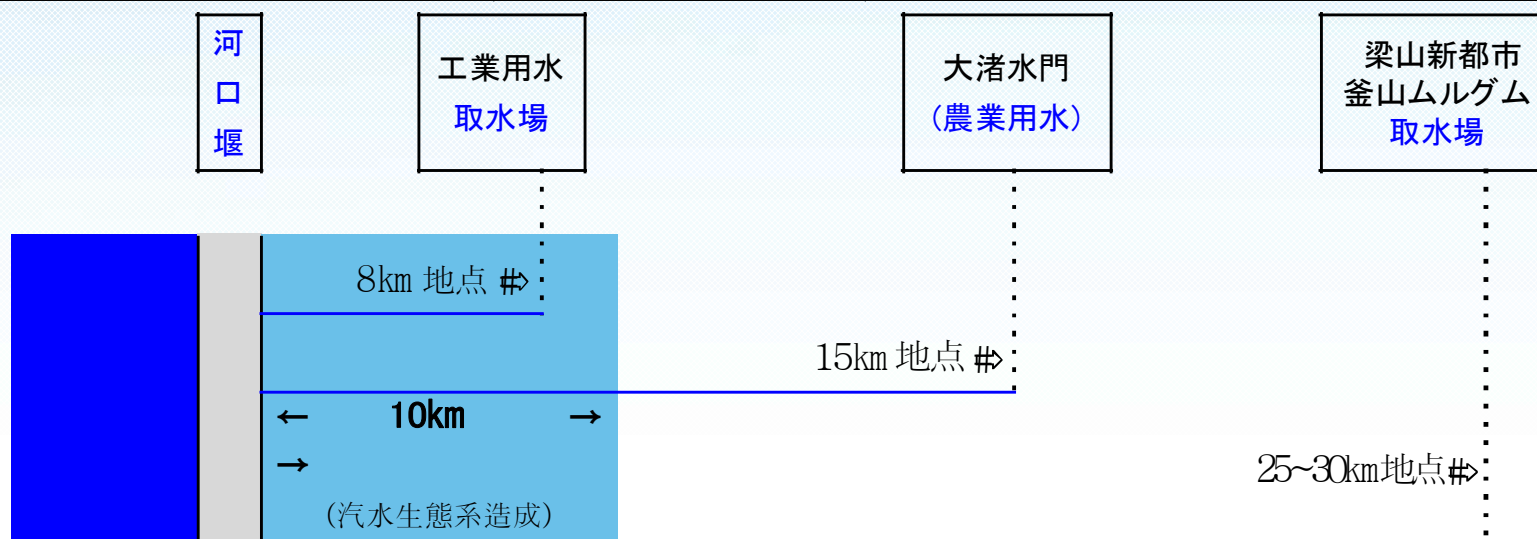 河
口
堰
工業用水
取水場
大渚水門
(農業用水)
梁山新都市
釜山ムルグム
取水場
8km 地点 ⇨
15km 地点 ⇨
← 10km →
→
25~30km地点⇨
(汽水生態系造成)